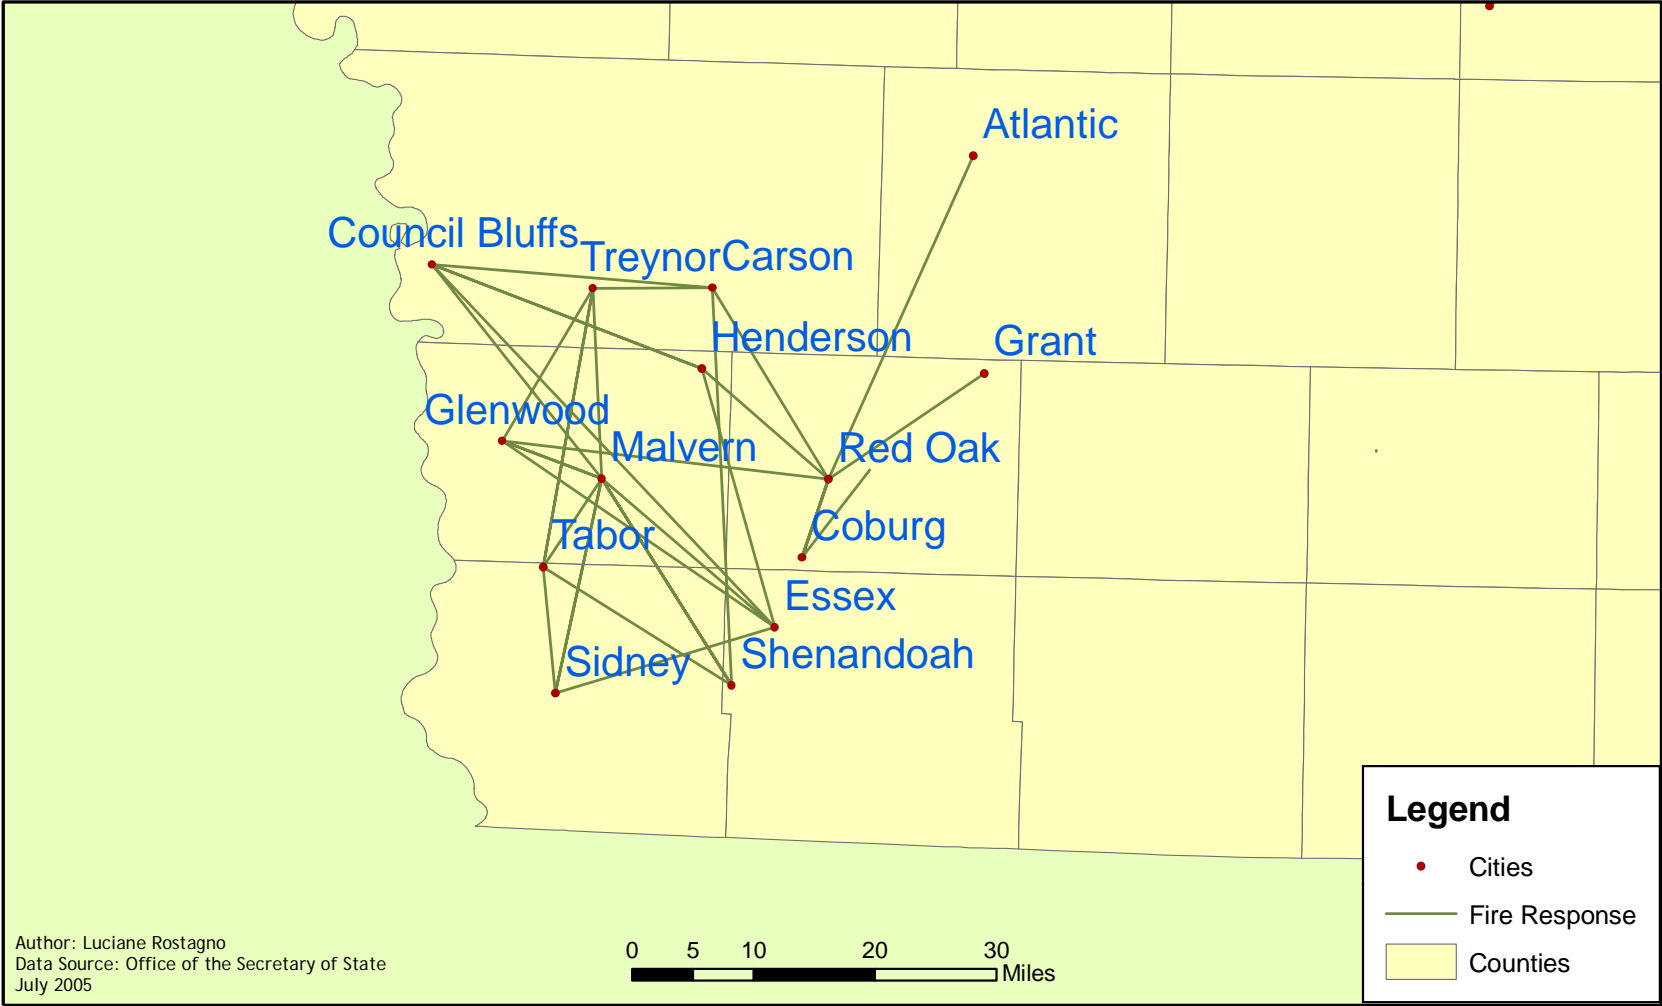 Atlantic
Council Bluffs
Treynor
Carson
Henderson
Grant
Glenwood
Malvern
Red Oak
Tabor
Coburg
Essex
Sidney
Shenandoah
Legend
Cities
Fire Response
Counties
Author: Luciane Rostagno
Data Source: Office of the Secretary of State
July 2005
0 5 10 20 30
Miles